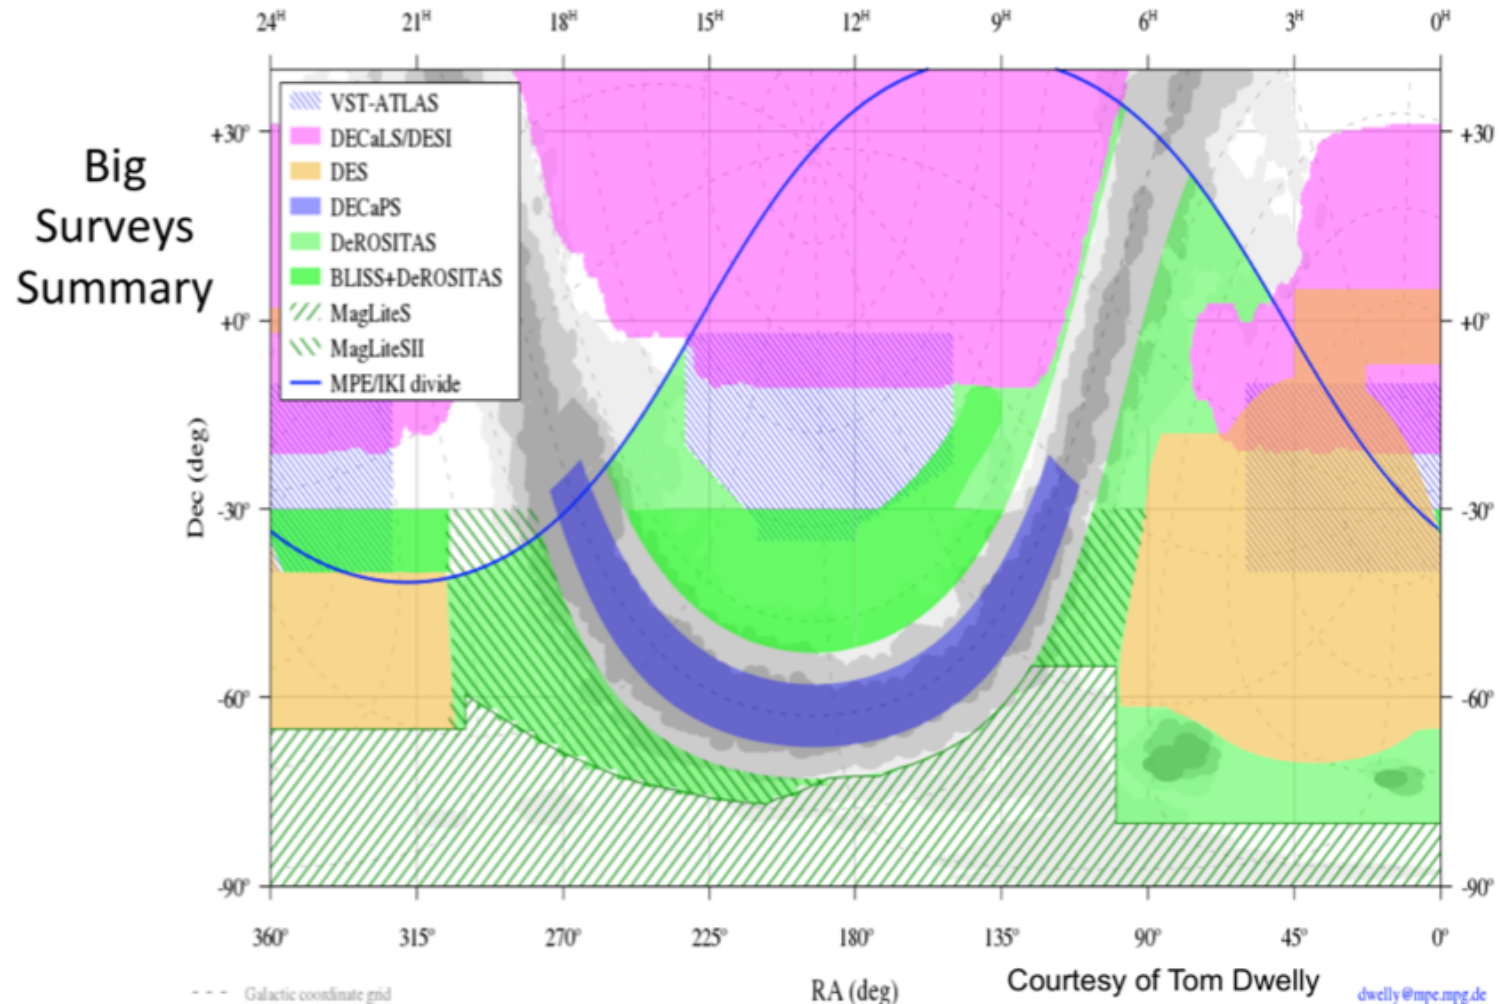 24H 21H 18H 15H 12H 9H 6H 3H 0H
Big
Surveys
Summary
VST-ATLAS
DECaLS/DESI
DES
DECaPS
DeROSITAS
BLISS+DeROSITAS
MagLiteS
MagLiteSII
MPE/IKI divide
+30° +30°
+0° +0°
-30° -30°
-60° -60°
-90° -90°
Dec (deg)
360° 315° 270° 225° 180° 135° 90° 45° 0°
--- Galactic coordinate grid
RA (deg)
Courtesy of Tom Dwelly
dwelly@mpe.mpg.de